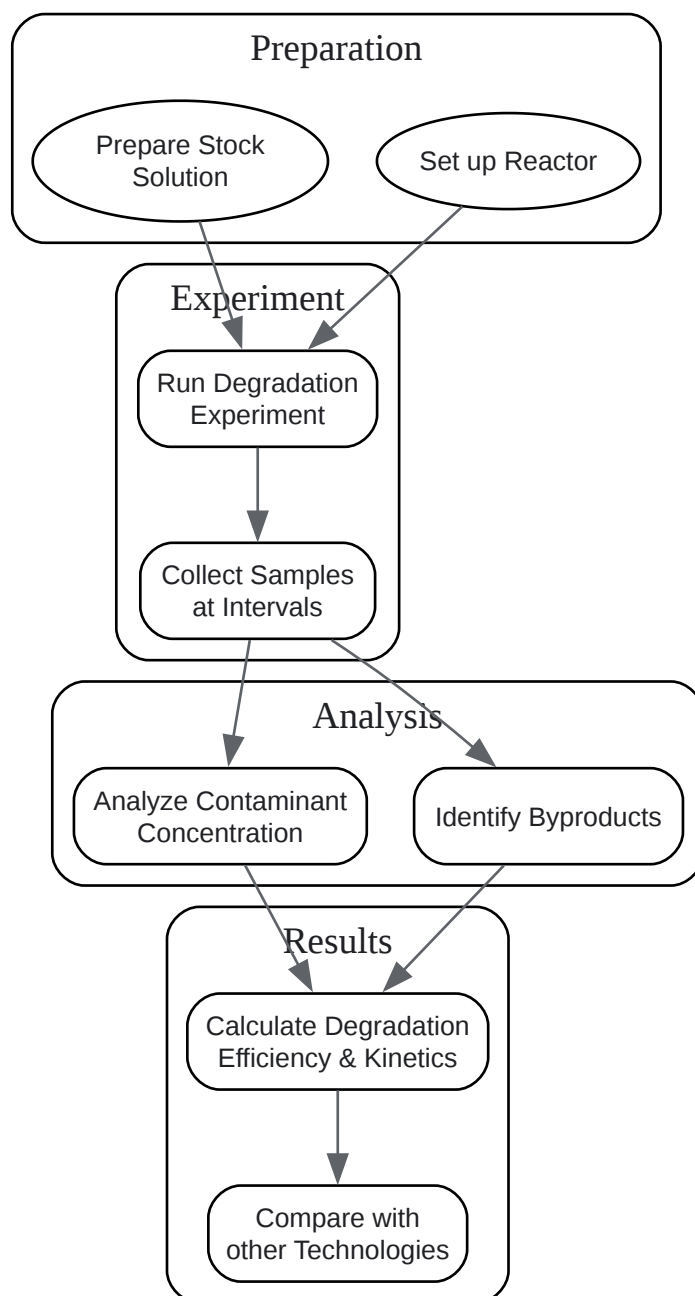 Preparation
Prepare Stock
Solution
Set up Reactor
Experiment
Run Degradation
Experiment
Collect Samples
at Intervals
Analysis
Analyze Contaminant
Concentration
Identify Byproducts
Results
Calculate Degradation
Efficiency & Kinetics
Compare with
other Technologies